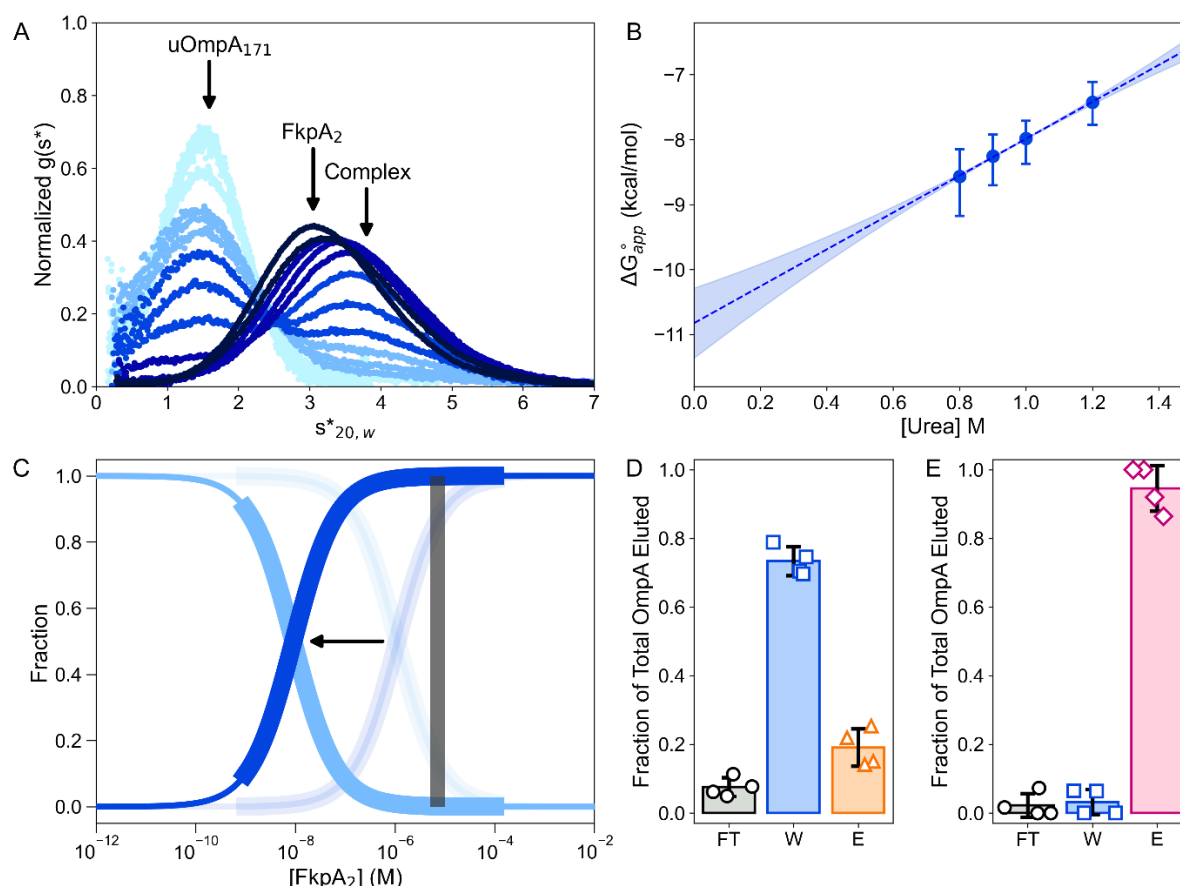 A
uOmpA171
FkpA2
Complex
Normalized g(s*)
1.0
0.8
0.6
0.4
0.2
0.0
0 1 2 3 4 5 6 7
s*20, w
B
ΔG°app (kcal/mol)
−7
−8
−9
−10
−11
0.0 0.2 0.4 0.6 0.8 1.0 1.2 1.4
[Urea] M
C
Fraction
1.0
0.8
0.6
0.4
0.2
0.0
10−12 10−10 10−8 10−6 10−4 10−2
[FkpA2] (M)
D
Fraction of Total OmpA Eluted
1.0
0.8
0.6
0.4
0.2
0.0
FT W E
E
Fraction of Total OmpA Eluted
1.0
0.8
0.6
0.4
0.2
0.0
FT W E